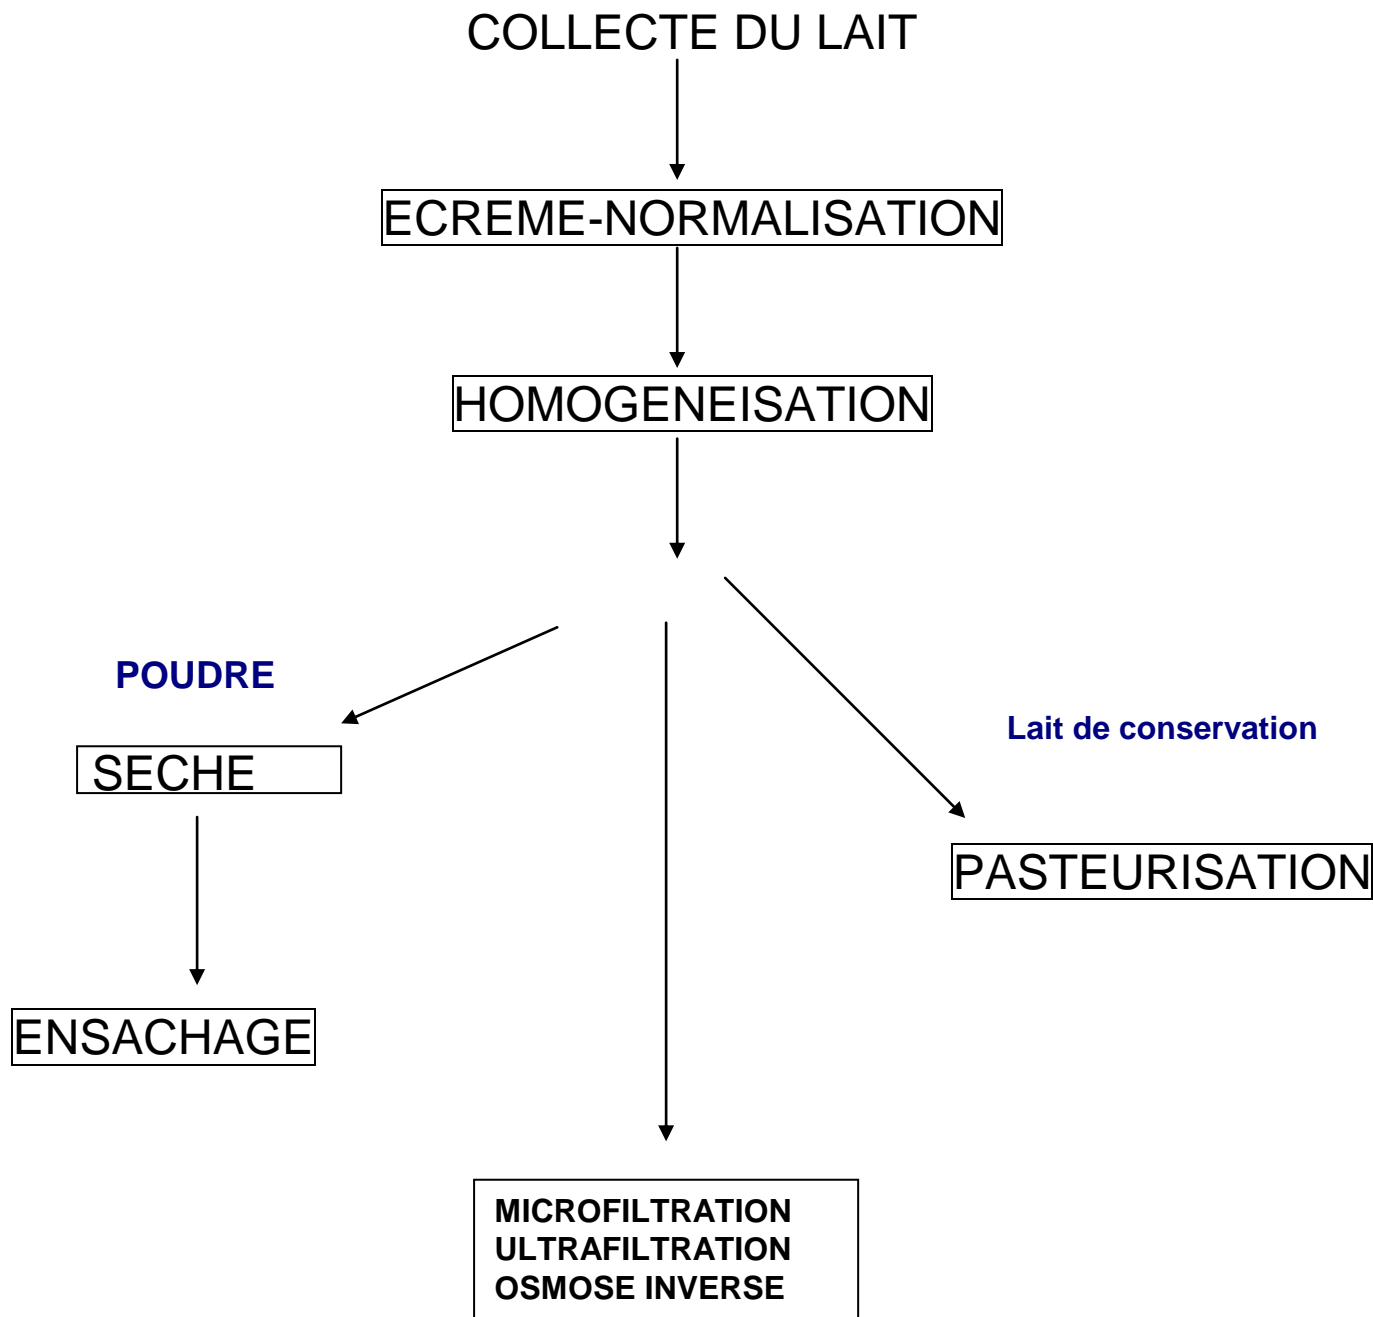 COLLECTE DU LAIT
ECREME-NORMALISATION
HOMOGENEISATION
POUDRE
Lait de conservation
SECHE
PASTEURISATION
ENSACHAGE
MICROFILTRATION
ULTRAFILTRATION
OSMOSE INVERSE